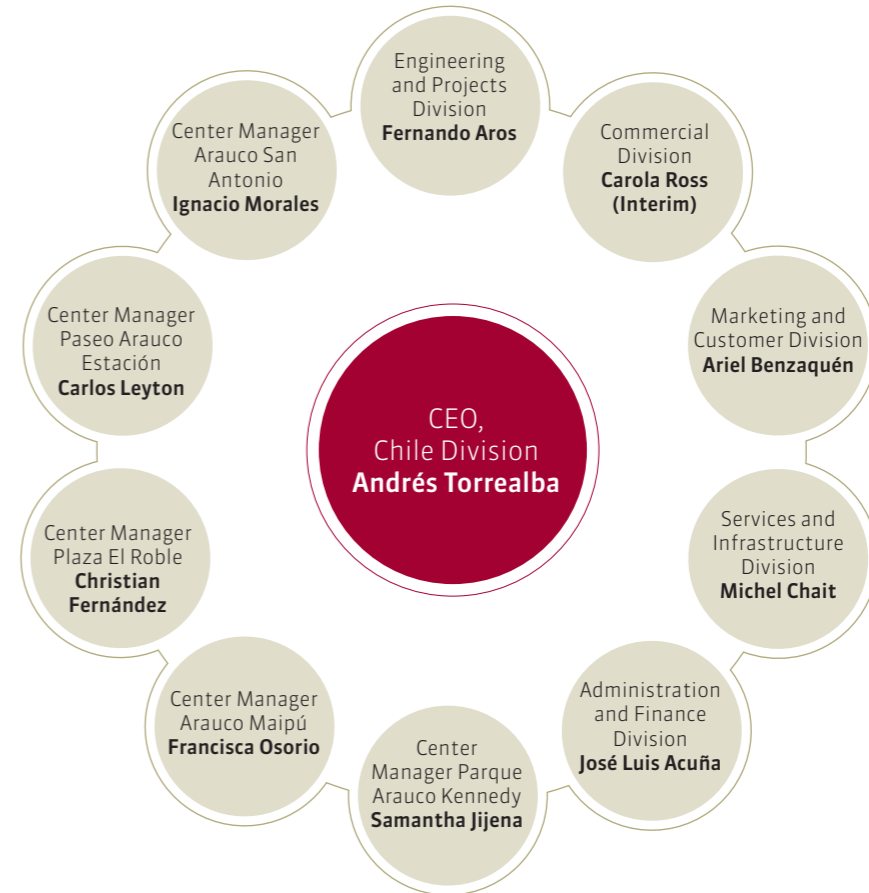 Engineering
and Projects
Division
Fernando Aros
Commercial
Division
Carola Ross
(Interim)
Marketing and
Customer Division
Ariel Benzaquén
Services and
Infrastructure
Division
Michel Chait
Administration
and Finance
Division
José Luis Acuña
Center
Manager Parque
Arauco Kennedy
Samantha Jijena
Center Manager
Arauco Maipú
Francisca Osorio
Center Manager
Plaza El Roble
Christian
Fernández
Center Manager
Paseo Arauco
Estación
Carlos Leyton
Center Manager
Arauco San
Antonio
Ignacio Morales
CEO,
Chile Division
Andrés Torrealba